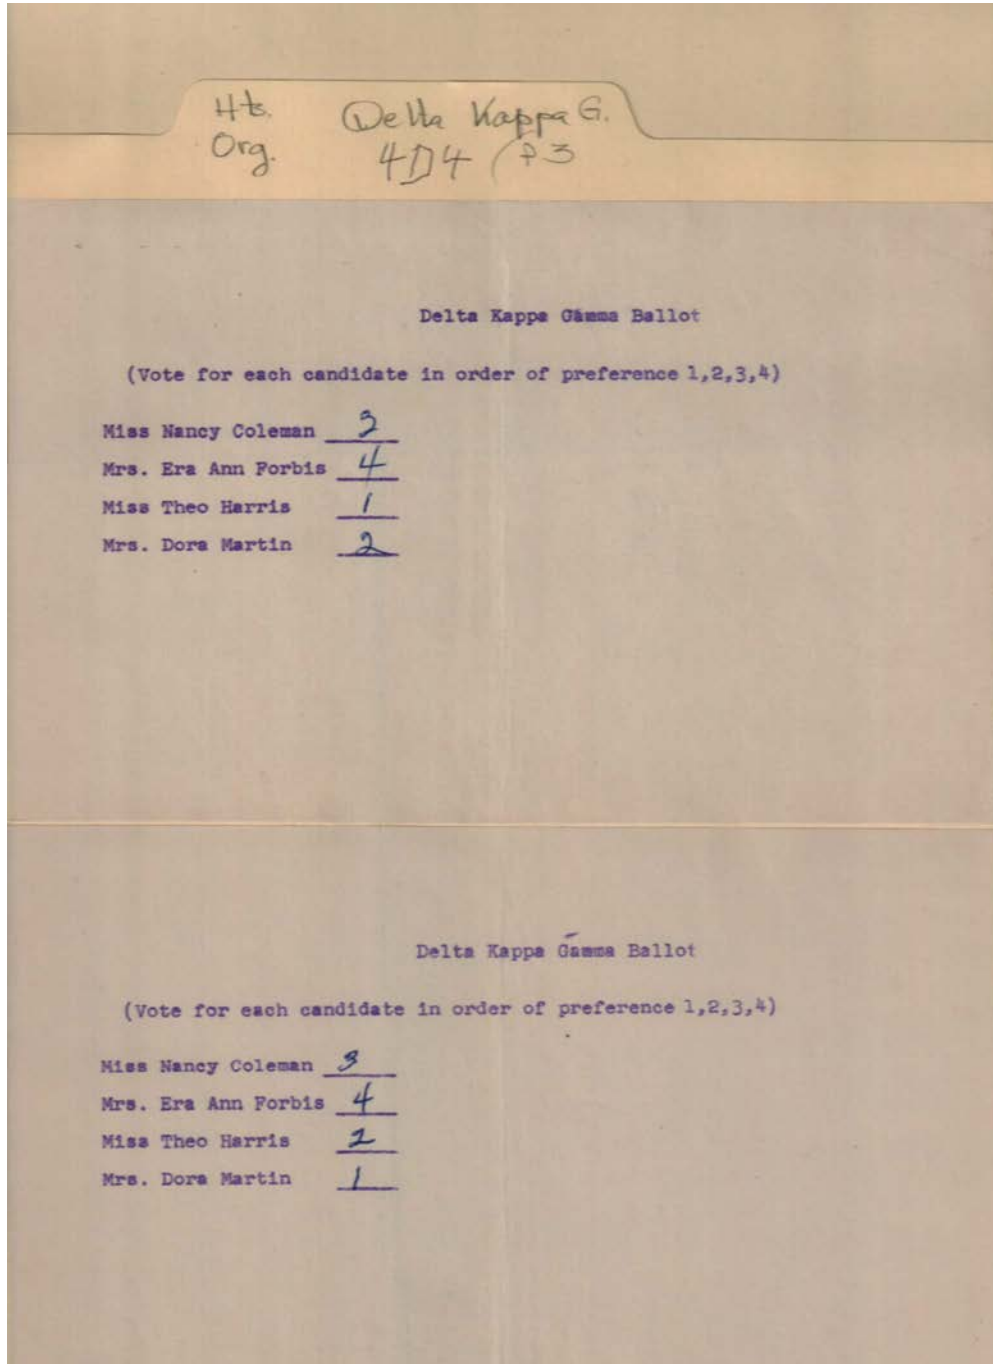 Hts. Delta Kappa G.
Org. 4D4 / P3
Delta Kappa Gamma Ballot
(Vote for each candidate in order of preference 1,2,3,4)
Miss Nancy Coleman 3
Mrs. Era Ann Forbis 4
Miss Theo Harris 1
Mrs. Dora Martin 2
Delta Kappa Gamma Ballot
(Vote for each candidate in order of preference 1,2,3,4)
Miss Nancy Coleman 3
Mrs. Era Ann Forbis 4
Miss Theo Harris 2
Mrs. Dora Martin 1